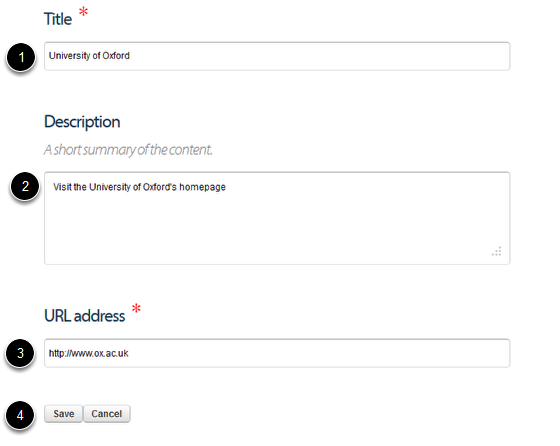 Title *
1 University of Oxford
Description
A short summary of the content.
2 Visit the University of Oxford's homepage
URL address *
3 http://www.ox.ac.uk
4 Save Cancel